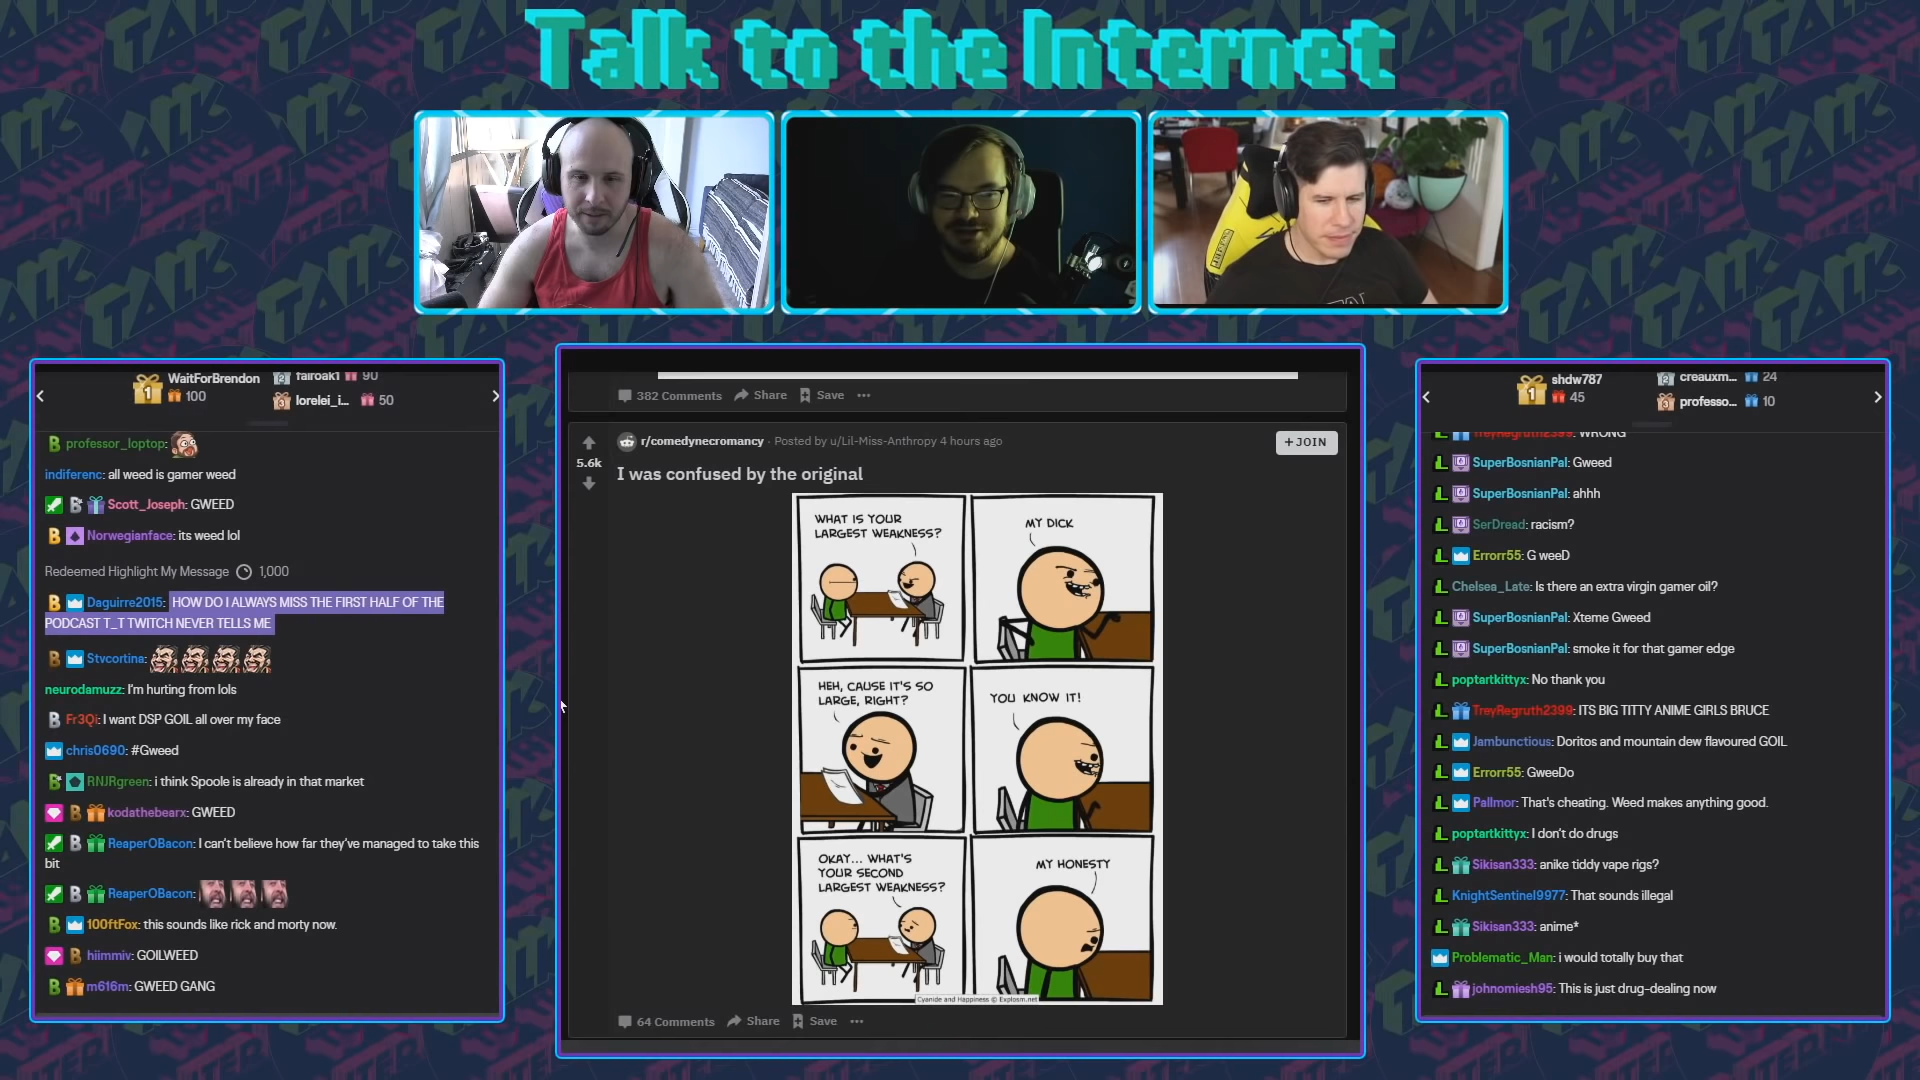 Talk to the Internet
WaitForBrendon
100
fairoak1 90
lorelei_i... 50
professor_loptop:
indiferenc: all weed is gamer weed
Scott_Joseph: GWEED
Norwegianface: its weed lol
Redeemed Highlight My Message 1,000
Daguirre2015: HOW DO I ALWAYS MISS THE FIRST HALF OF THE
PODCAST T_T TWITCH NEVER TELLS ME
Stvcortina:
neurodamuzz: I'm hurting from lols
Fr3Qi: I want DSP GOIL all over my face
chris0690: #Gweed
RNJRgreen: i think Spoole is already in that market
kodathebearx: GWEED
ReaperOBacon: I can't believe how far they've managed to take this
bit
ReaperOBacon:
100ftFox: this sounds like rick and morty now.
hiimmiv: GOILWEED
m616m: GWEED GANG
382 Comments Share Save
5.6k
r/comedynecromancy · Posted by u/Lil-Miss-Anthropy 4 hours ago
+JOIN
I was confused by the original
WHAT IS YOUR
LARGEST WEAKNESS?
MY DICK
HEH, CAUSE IT'S SO
LARGE, RIGHT?
YOU KNOW IT!
OKAY... WHAT'S
YOUR SECOND
LARGEST WEAKNESS?
MY HONESTY
Cyanide and Happiness © Explosm.net
64 Comments Share Save
shdw787
45
creauxm... 24
professo... 10
TreyRegruth2399: WRONG
SuperBosnianPal: Gweed
SuperBosnianPal: ahhh
SerDread: racism?
Errorr55: G weeD
Chelsea_Late: Is there an extra virgin gamer oil?
SuperBosnianPal: Xteme Gweed
SuperBosnianPal: smoke it for that gamer edge
poptartkittyx: No thank you
TreyRegruth2399: ITS BIG TITTY ANIME GIRLS BRUCE
Jambunctious: Doritos and mountain dew flavoured GOIL
Errorr55: GweeDo
Pallmor: That's cheating. Weed makes anything good.
poptartkittyx: I don't do drugs
Sikisan333: anike tiddy vape rigs?
KnightSentinel9977: That sounds illegal
Sikisan333: anime*
Problematic_Man: i would totally buy that
johnomiesh95: This is just drug-dealing now